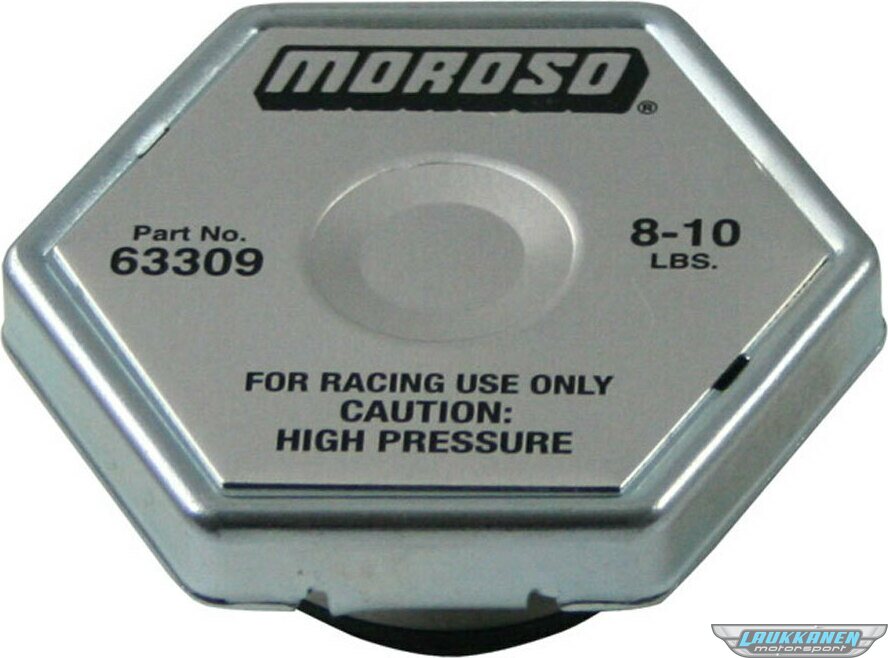 MOROSO®
Part No.
63309
8-10
LBS.
FOR RACING USE ONLY
CAUTION:
HIGH PRESSURE
LAUKKANEN
motorsport